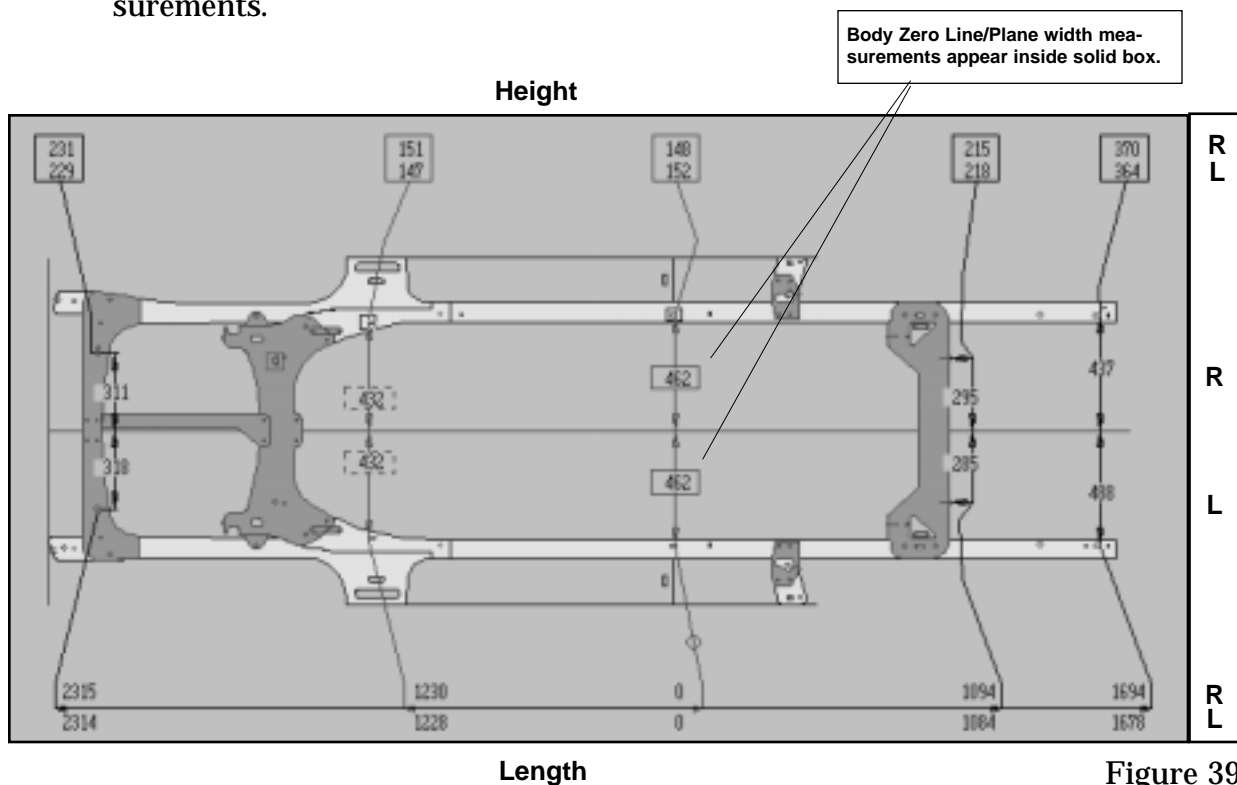 surements.
Body Zero Line/Plane width mea-
surements appear inside solid box.
Height
231 151 148 215 370 R
229 147 152 218 364 L
462 437
311 432 295 R
318 432 285
462 488 L
2315 1230 0 1094 1694 R
2314 1228 0 1084 1678 L
Length
Figure 39